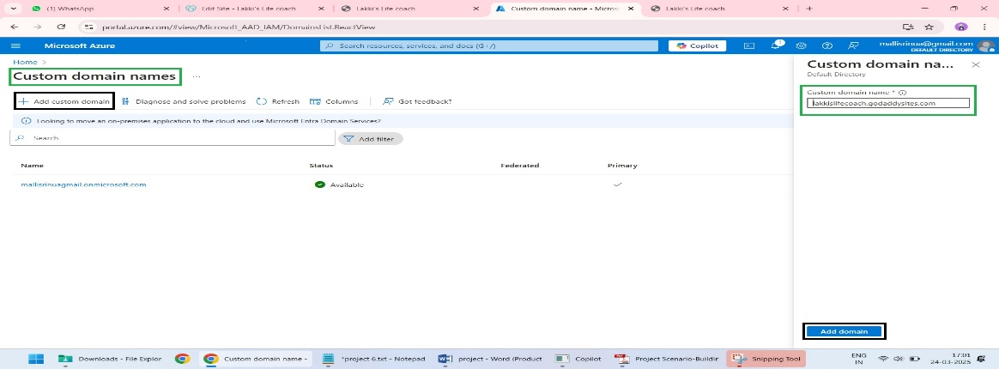 (1) WhatsApp
Edit Site - Lakki's Life coach
Lakki's Life coach
Custom domain name - Micros
Lakki's Life coach
portal.azure.com/#view/Microsoft_AAD_IAM/DomainsList.ReactView
Microsoft Azure
Search resources, services, and docs (G+/)
Copilot
1
mallisrinua@gmail.com
DEFAULT DIRECTORY
Home >
Custom domain names ...
Custom domain na...
Default Directory
+ Add custom domain
Diagnose and solve problems
Refresh
Columns
Got feedback?
Custom domain name *
lakkislifecoach.godaddysites.com
Looking to move an on-premises application to the cloud and use Microsoft Entra Domain Services?
Search
Add filter
Name Status Federated Primary
mallisrinuagmail.onmicrosoft.com Available
Add domain
Downloads - File Explor
Custom domain name -
*project 6.txt - Notepad
project - Word (Product
Copilot
Project Scenario-Buildin
Snipping Tool
ENG
IN
17:01
24-03-2025